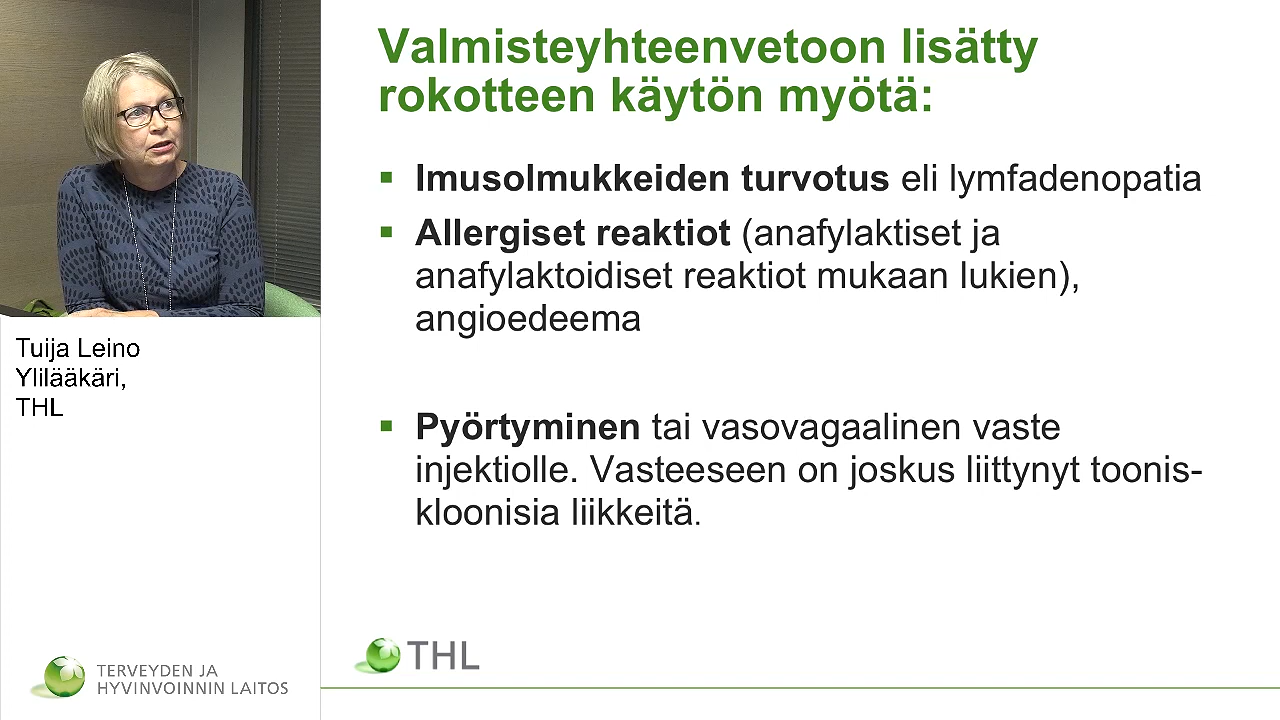 Valmisteyhteenvetoon lisätty
rokotteen käytön myötä:
▪ Imusolmukkeiden turvotus eli lymfadenopatia
▪ Allergiset reaktiot (anafylaktiset ja
anafylaktoidiset reaktiot mukaan lukien),
angioedeema
▪ Pyörtyminen tai vasovagaalinen vaste
injektiolle. Vasteeseen on joskus liittynyt toonis-
kloonisia liikkeitä.
Tuija Leino
Ylilääkäri,
THL
TERVEYDEN JA
HYVINVOINNIN LAITOS
THL